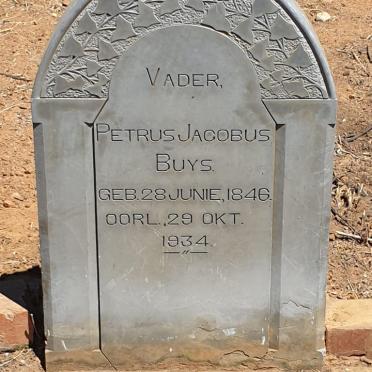 VADER,
PETRUS JACOBUS
BUYS.
GEB. 28 JUNIE, 1846.
OORL., 29 OKT.
1934.